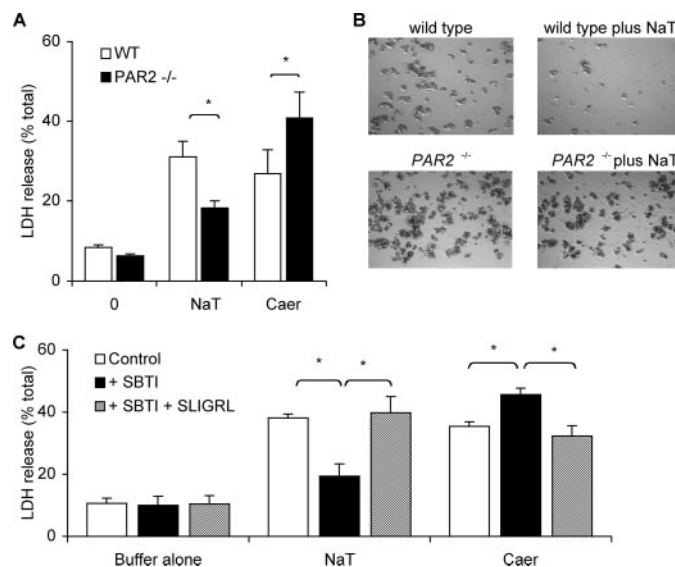 A
60
40
20
0
LDH release (% total)
WT
PAR2 -/-
*
*
0
NaT
Caer
B
wild type
wild type plus NaT
PAR2 -/-
PAR2 -/- plus NaT
C
60
40
20
0
LDH release (% total)
Control
+ SBTI
+ SBTI + SLIGRL
*
*
*
*
Buffer alone
NaT
Caer